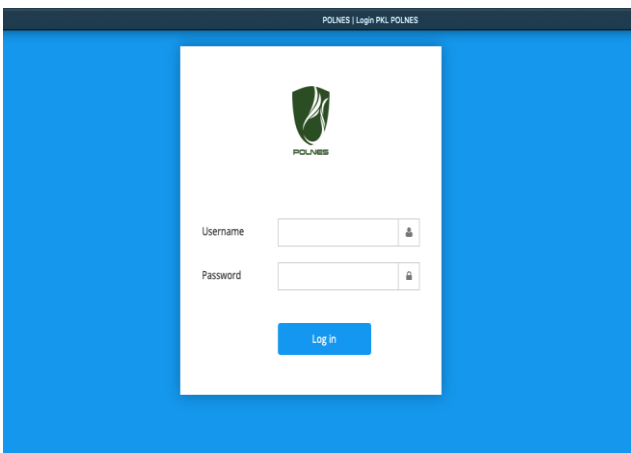 POLNES | Login PKL POLNES
POLNES
Username
Password
Log in